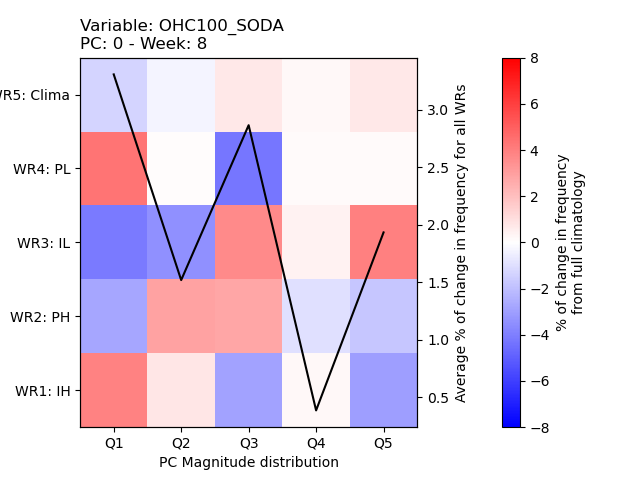 Variable: OHC100_SODA
PC: 0 - Week: 8
WR5: Clima
WR4: PL
WR3: IL
WR2: PH
WR1: IH
Q1 Q2 Q3 Q4 Q5
PC Magnitude distribution
3.0
2.5
2.0
1.5
1.0
0.5
Average % of change in frequency for all WRs
8
6
4
2
0
−2
−4
−6
−8
% of change in frequency
from full climatology